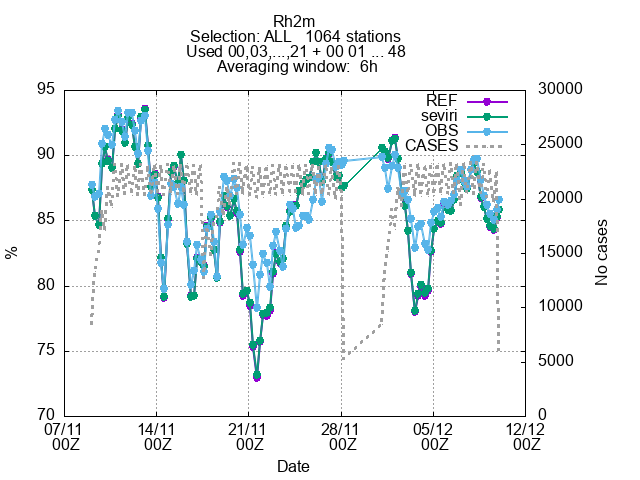 Rh2m
Selection: ALL   1064 stations
Used 00,03,...,21 + 00 01 ... 48
Averaging window:  6h
REF
seviri
OBS
CASES
95
90
85
80
75
70
%
30000
25000
20000
15000
10000
5000
0
No cases
07/11 14/11 21/11 28/11 05/12 12/12
00Z 00Z 00Z 00Z 00Z 00Z
Date